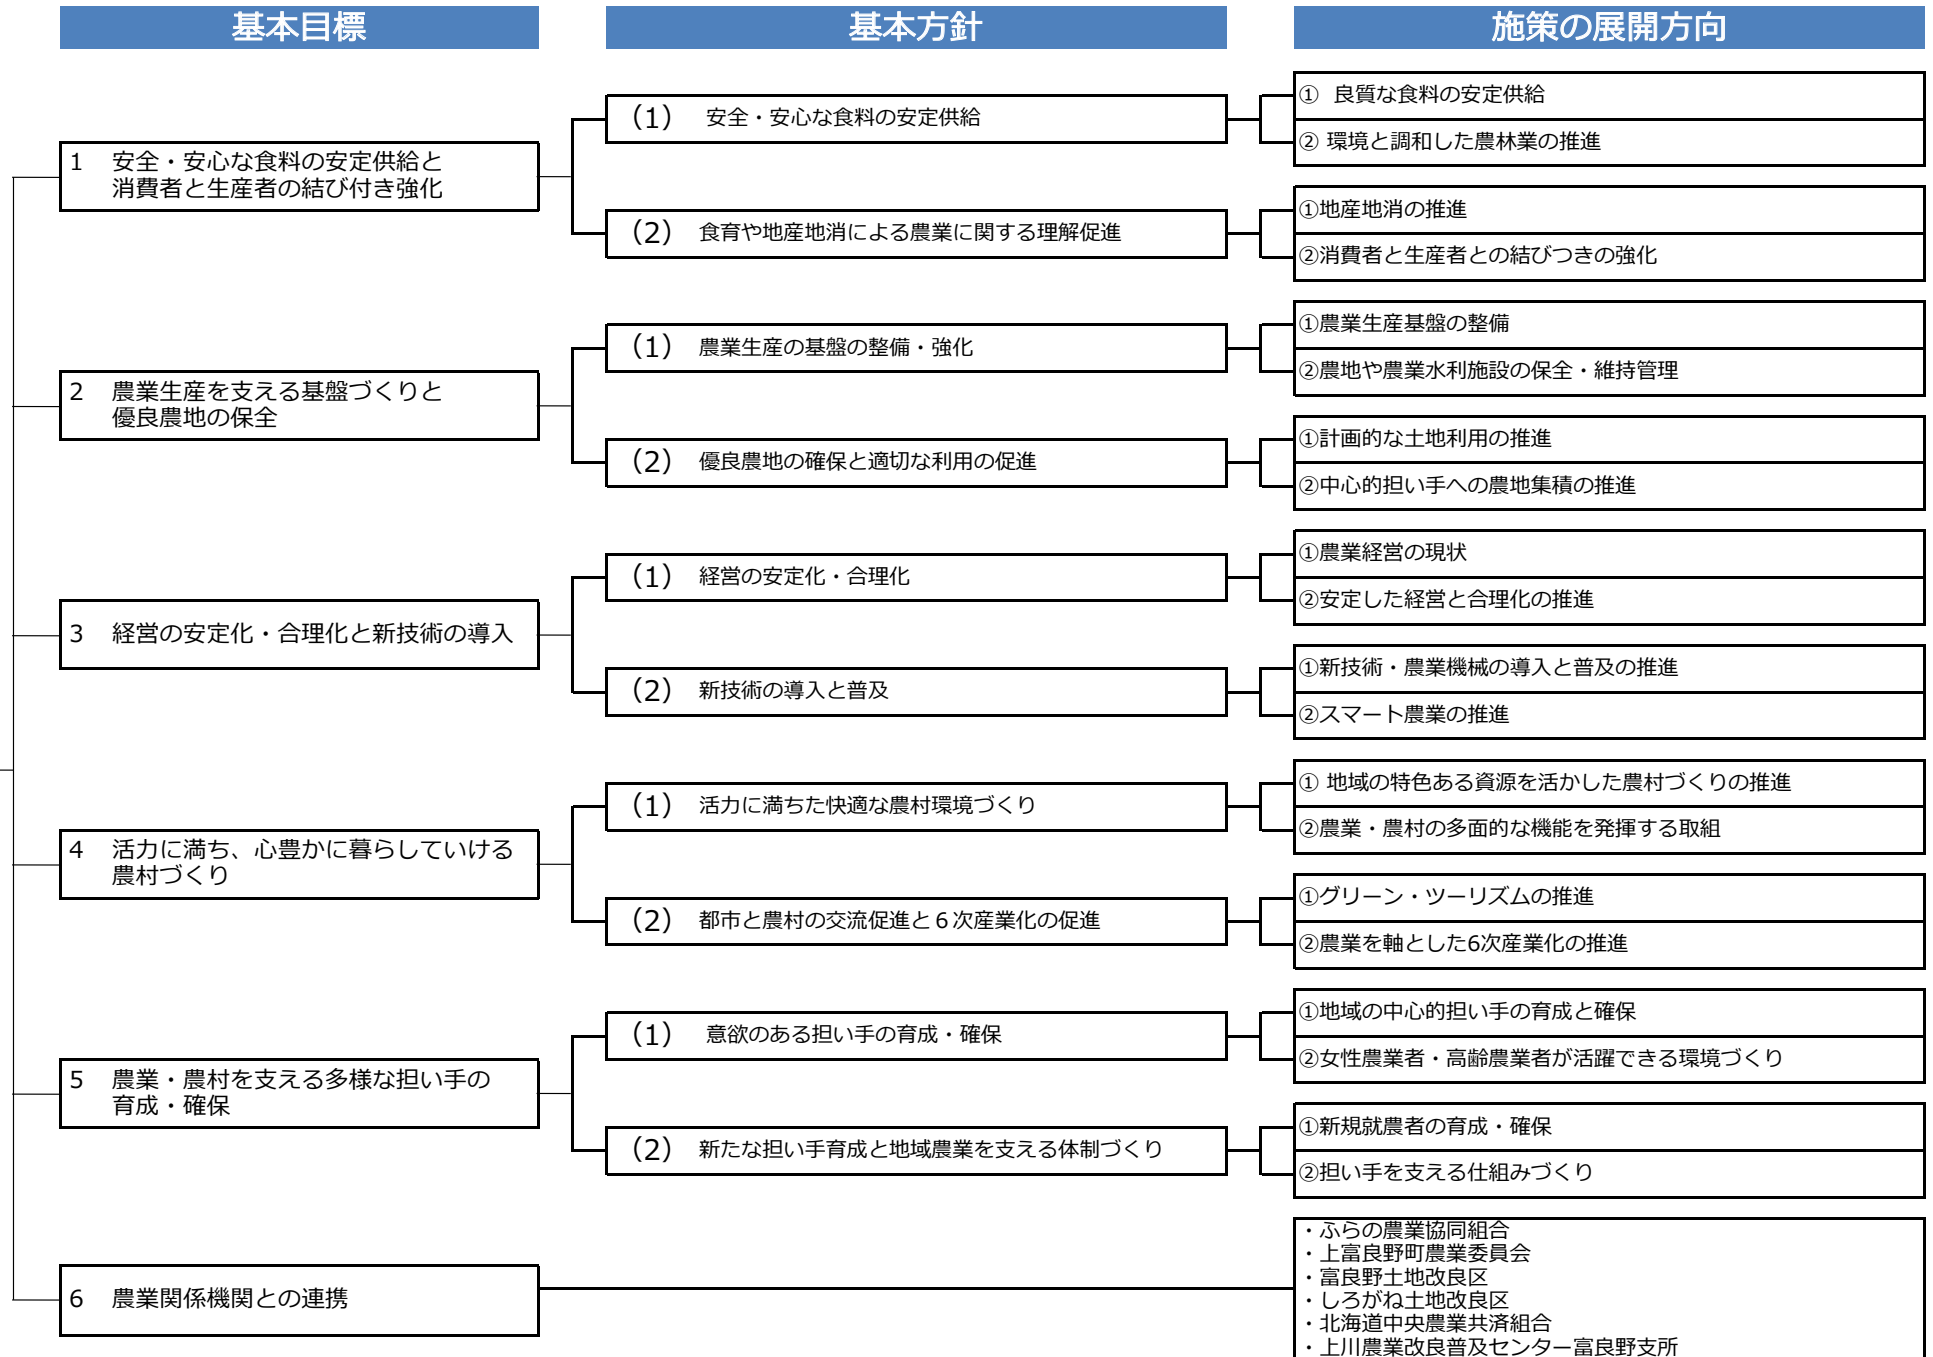 基本目標
基本方針
施策の展開方向
1 安全・安心な食料の安定供給と
消費者と生産者の結び付き強化
(1) 安全・安心な食料の安定供給
① 良質な食料の安定供給
② 環境と調和した農林業の推進
(2) 食育や地産地消による農業に関する理解促進
①地産地消の推進
②消費者と生産者との結びつきの強化
2 農業生産を支える基盤づくりと
優良農地の保全
(1) 農業生産の基盤の整備・強化
①農業生産基盤の整備
②農地や農業水利施設の保全・維持管理
(2) 優良農地の確保と適切な利用の促進
①計画的な土地利用の推進
②中心的担い手への農地集積の推進
3 経営の安定化・合理化と新技術の導入
(1) 経営の安定化・合理化
①農業経営の現状
②安定した経営と合理化の推進
(2) 新技術の導入と普及
①新技術・農業機械の導入と普及の推進
②スマート農業の推進
4 活力に満ち、心豊かに暮らしていける
農村づくり
(1) 活力に満ちた快適な農村環境づくり
① 地域の特色ある資源を活かした農村づくりの推進
②農業・農村の多面的な機能を発揮する取組
(2) 都市と農村の交流促進と６次産業化の促進
①グリーン・ツーリズムの推進
②農業を軸とした6次産業化の推進
5 農業・農村を支える多様な担い手の
育成・確保
(1) 意欲のある担い手の育成・確保
①地域の中心的担い手の育成と確保
②女性農業者・高齢農業者が活躍できる環境づくり
(2) 新たな担い手育成と地域農業を支える体制づくり
①新規就農者の育成・確保
②担い手を支える仕組みづくり
6 農業関係機関との連携
・ふらの農業協同組合
・上富良野町農業委員会
・富良野土地改良区
・しろがね土地改良区
・北海道中央農業共済組合
・上川農業改良普及センター富良野支所